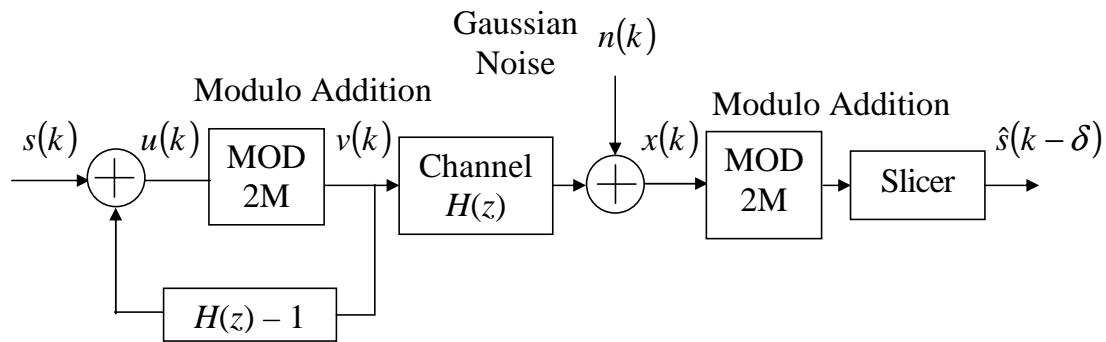 Gaussian
Noise
n(k)
Modulo Addition
Modulo Addition
s(k)
u(k)
v(k)
x(k)
ŝ(k − δ)
MOD
2M
Channel
H(z)
MOD
2M
Slicer
H(z) – 1